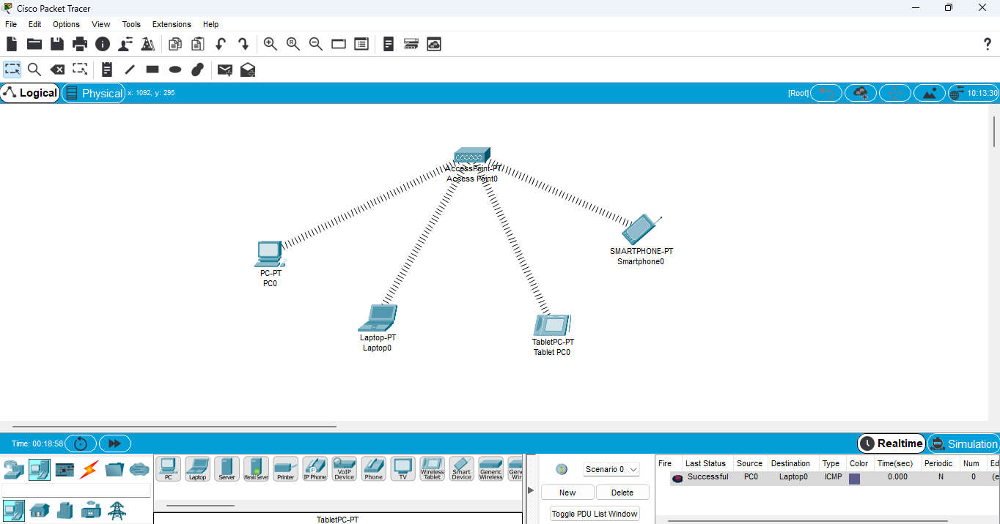 Cisco Packet Tracer
File Edit Options View Tools Extensions Help
Logical Physical x: 1092, y: 295 [Root] 10:13:30
AccessPoint-PT
Access Point0
SMARTPHONE-PT
Smartphone0
PC-PT
PC0
Laptop-PT
Laptop0
TabletPC-PT
Tablet PC0
Time: 00:18:58 Realtime Simulation
PC Laptop Server Meraki Server Printer IP Phone VoIP Device Phone TV Wireless Tablet Smart Device Generic Wireless
Scenario 0
New Delete
Toggle PDU List Window
Fire Last Status Source Destination Type Color Time(sec) Periodic Num Ed
Successful PC0 Laptop0 ICMP 0.000 N 0 (e
TabletPC-PT